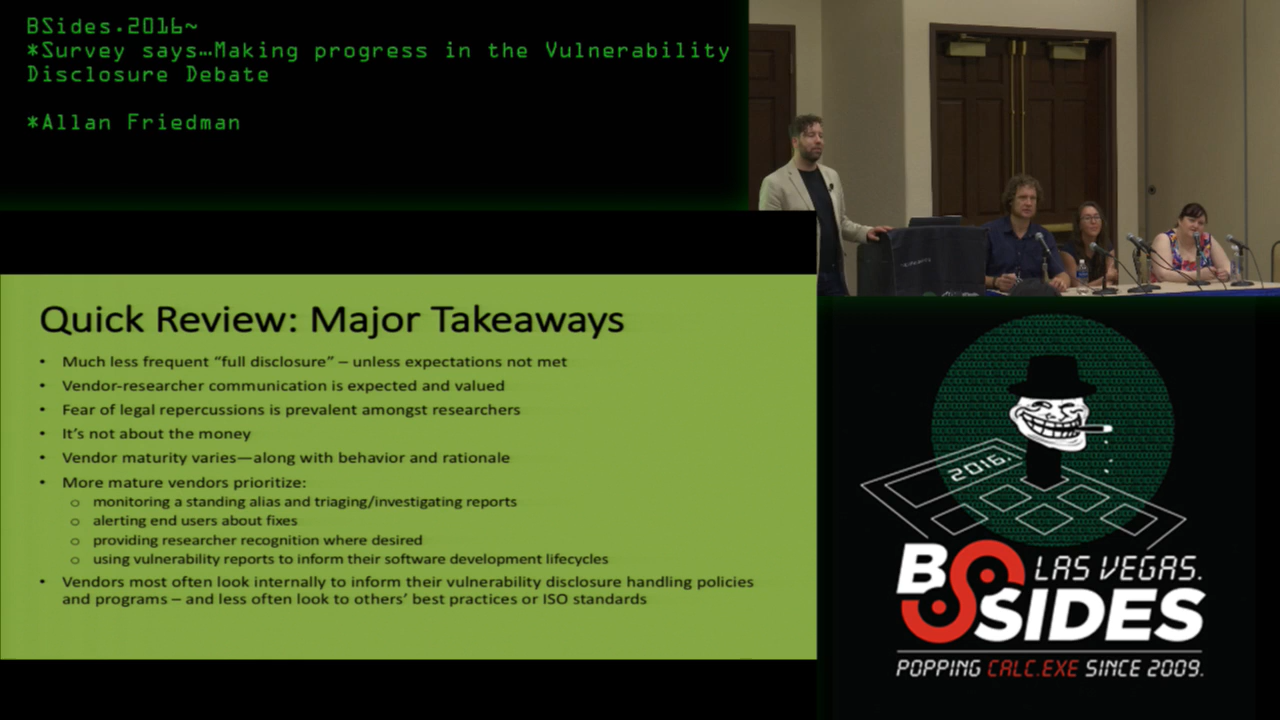 BSides.2016~
*Survey says…Making progress in the Vulnerability
Disclosure Debate
*Allan Friedman
Quick Review: Major Takeaways
• Much less frequent “full disclosure” – unless expectations not met
• Vendor-researcher communication is expected and valued
• Fear of legal repercussions is prevalent amongst researchers
• It’s not about the money
• Vendor maturity varies—along with behavior and rationale
• More mature vendors prioritize:
o monitoring a standing alias and triaging/investigating reports
o alerting end users about fixes
o providing researcher recognition where desired
o using vulnerability reports to inform their software development lifecycles
• Vendors most often look internally to inform their vulnerability disclosure handling policies
and programs – and less often look to others’ best practices or ISO standards
2016.
BSIDES
LAS VEGAS.
POPPING CALC.EXE SINCE 2009.